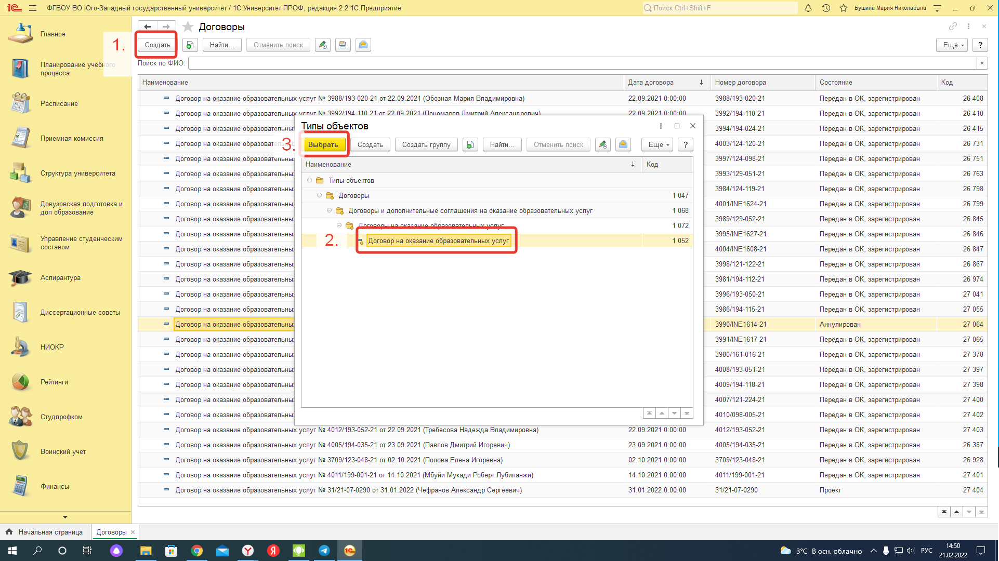 ФГБОУ ВО Юго-Западный государственный университет / 1С:Университет ПРОФ, редакция 2.2 1С:Предприятие
Поиск Ctrl+Shift+F
Бушина Мария Николаевна
Главное
Планирование учебного
процесса
Расписание
Приемная комиссия
Структура университета
Довузовская подготовка и
доп образование
Управление студенческим
составом
Аспирантура
Диссертационные советы
НИОКР
Рейтинги
Студпрофком
Воинский учет
Финансы
Договоры
1.
Создать
Найти...
Отменить поиск
Еще
?
Поиск по ФИО:
×
Наименование Дата договора ↓ Номер договора Состояние Код
Договор на оказание образовательных услуг № 3988/193-020-21 от 22.09.2021 (Обозная Мария Владимировна) 22.09.2021 0:00:00 3988/193-020-21 Передан в ОК, зарегистрирован 26 408
Договор на оказание образовательных услуг № 3992/194-110-21 от 22.09.2021 (Пономарев Дмитрий Александрович) 22.09.2021 0:00:00 3992/194-110-21 Передан в ОК, зарегистрирован 26 410
Договор на оказание образовательны 3994/194-024-21 Передан в ОК, зарегистрирован 26 415
Договор на оказание образовательны 4003/124-120-21 Передан в ОК, зарегистрирован 26 731
Договор на оказание образовательны 3997/124-098-21 Передан в ОК, зарегистрирован 26 751
Договор на оказание образовательны 3993/129-051-21 Передан в ОК, зарегистрирован 26 763
Договор на оказание образовательны 3984/124-119-21 Передан в ОК, зарегистрирован 26 798
Договор на оказание образовательны 4001/INE1624-21 Передан в ОК, зарегистрирован 26 799
Договор на оказание образовательны 3989/129-052-21 Передан в ОК, зарегистрирован 26 845
Договор на оказание образовательны 3995/INE1627-21 Передан в ОК, зарегистрирован 26 846
Договор на оказание образовательны 4004/INE1608-21 Передан в ОК, зарегистрирован 26 847
Договор на оказание образовательны 3998/121-122-21 Передан в ОК, зарегистрирован 26 867
Договор на оказание образовательны 3981/194-112-21 Передан в ОК, зарегистрирован 26 974
Договор на оказание образовательны 3996/193-050-21 Передан в ОК, зарегистрирован 27 041
Договор на оказание образовательны 3986/194-115-21 Передан в ОК, зарегистрирован 27 055
Договор на оказание образовательны 3990/INE1614-21 Аннулирован 27 064
Договор на оказание образовательны 3991/INE1617-21 Передан в ОК, зарегистрирован 27 065
Договор на оказание образовательны 3980/161-016-21 Передан в ОК, зарегистрирован 27 378
Договор на оказание образовательны 4008/193-051-21 Передан в ОК, зарегистрирован 27 397
Договор на оказание образовательны 4009/194-118-21 Передан в ОК, зарегистрирован 27 398
Договор на оказание образовательны 4007/121-224-21 Передан в ОК, зарегистрирован 27 400
Договор на оказание образовательны 4010/098-005-21 Передан в ОК, зарегистрирован 27 402
Договор на оказание образовательных услуг № 4012/193-052-21 от 22.09.2021 (Требесова Надежда Владимировна) 22.09.2021 0:00:00 4012/193-052-21 Передан в ОК, зарегистрирован 27 403
Договор на оказание образовательных услуг № 4005/194-035-21 от 23.09.2021 (Павлов Дмитрий Игоревич) 23.09.2021 0:00:00 4005/194-035-21 Передан в ОК, зарегистрирован 26 387
Договор на оказание образовательных услуг № 3709/123-048-21 от 02.10.2021 (Попова Елена Игоревна) 02.10.2021 0:00:00 3709/123-048-21 Передан в ОК, зарегистрирован 26 928
Договор на оказание образовательных услуг № 4011/199-001-21 от 14.10.2021 (Мбуйи Мукади Роберт Лубиланжи) 14.10.2021 0:00:00 4011/199-001-21 Передан в ОК, зарегистрирован 27 401
Договор на оказание образовательных услуг № 31/21-07-0290 от 31.01.2022 (Чефранов Александр Сергеевич) 31.01.2022 0:00:00 31/21-07-0290 Проект 27 404
Типы объектов
3.
Выбрать
Создать
Создать группу
Найти...
Отменить поиск
Еще
?
Наименование ↓ Код
Типы объектов
Договоры 1 047
Договоры и дополнительные соглашения на оказание образовательных услуг 1 068
Договоры на оказание образовательных услуг 1 072
2.
Договор на оказание образовательных услуг 1 052
Начальная страница
Договоры ×
3°C В осн. облачно
РУС
14:50
21.02.2022